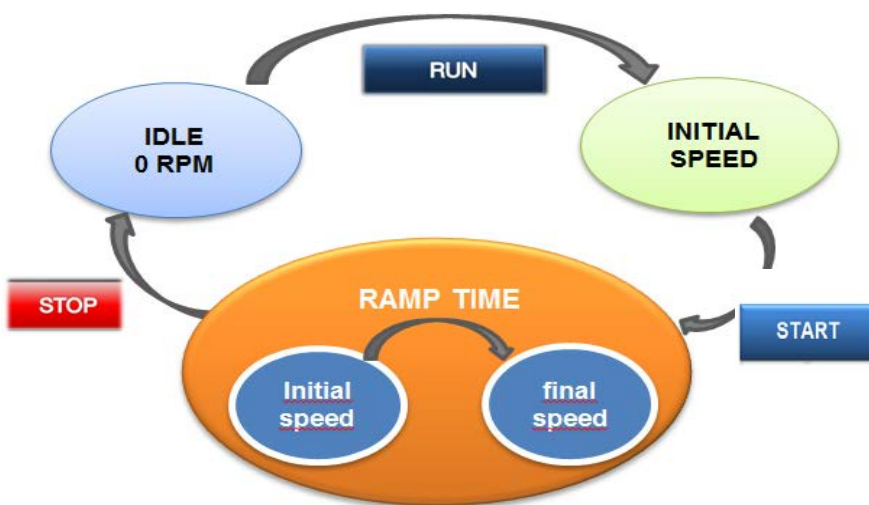 RUN
IDLE
0 RPM
INITIAL
SPEED
STOP
RAMP TIME
START
Initial
speed
final
speed